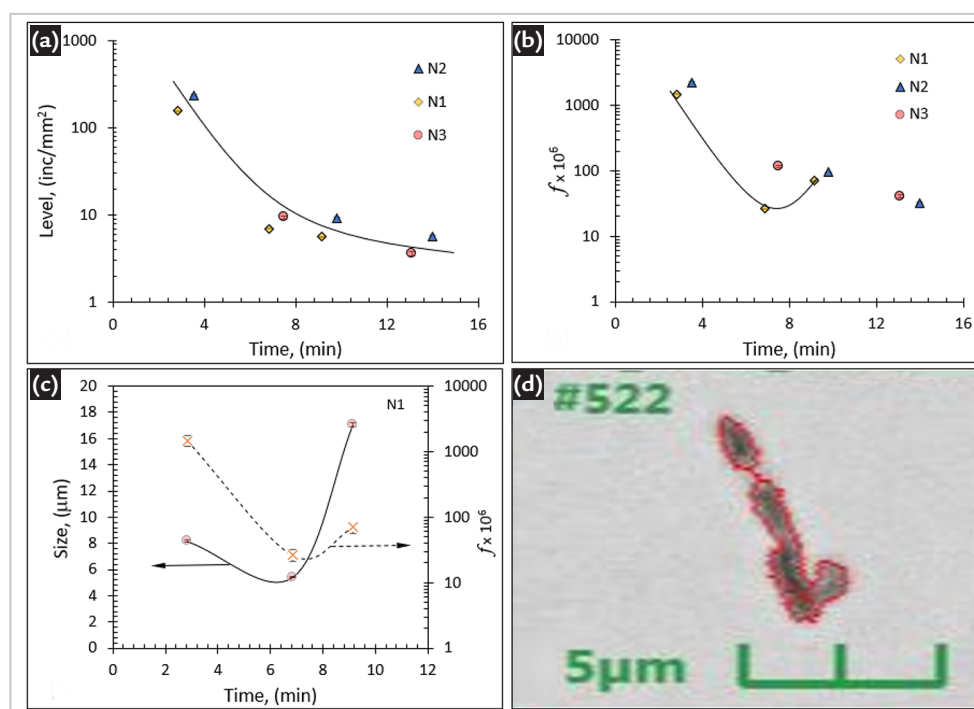 (a)
1000
100
10
1
Level, (inc/mm²)
N2
N1
N3
0 4 8 12 16
Time, (min)
(b)
10000
1000
100
10
1
f x 10⁶
N1
N2
N3
0 4 8 12 16
Time, (min)
(c)
20
18
16
14
12
10
8
6
4
2
0
Size, (μm)
N1
10000
1000
100
10
1
f x 10⁶
0 2 4 6 8 10 12
Time, (min)
(d)
#522
5μm